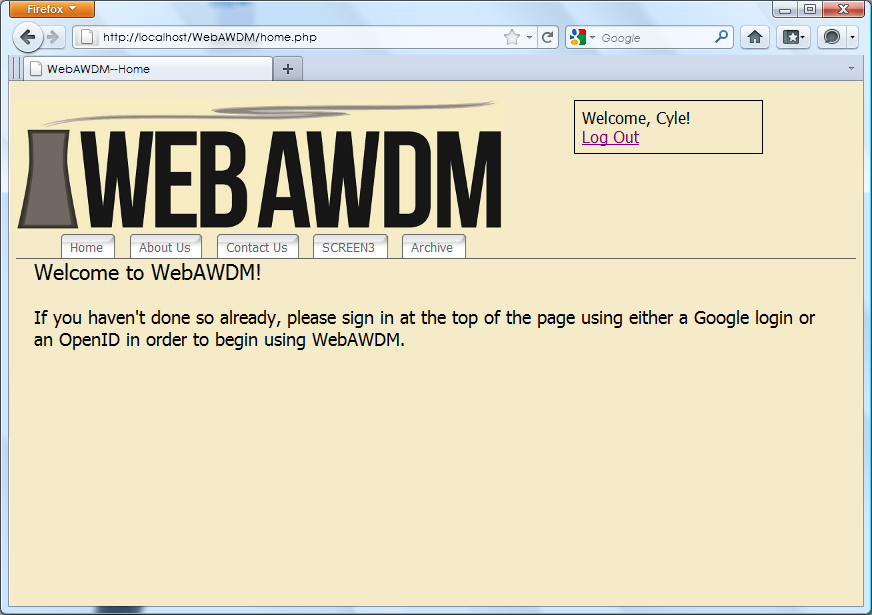 Firefox
http://localhost/WebAWDM/home.php
Google
WebAWDM--Home
WEB AWDM
Welcome, Cyle!
Log Out
Home About Us Contact Us SCREEN3 Archive
Welcome to WebAWDM!
If you haven't done so already, please sign in at the top of the page using either a Google login or
an OpenID in order to begin using WebAWDM.